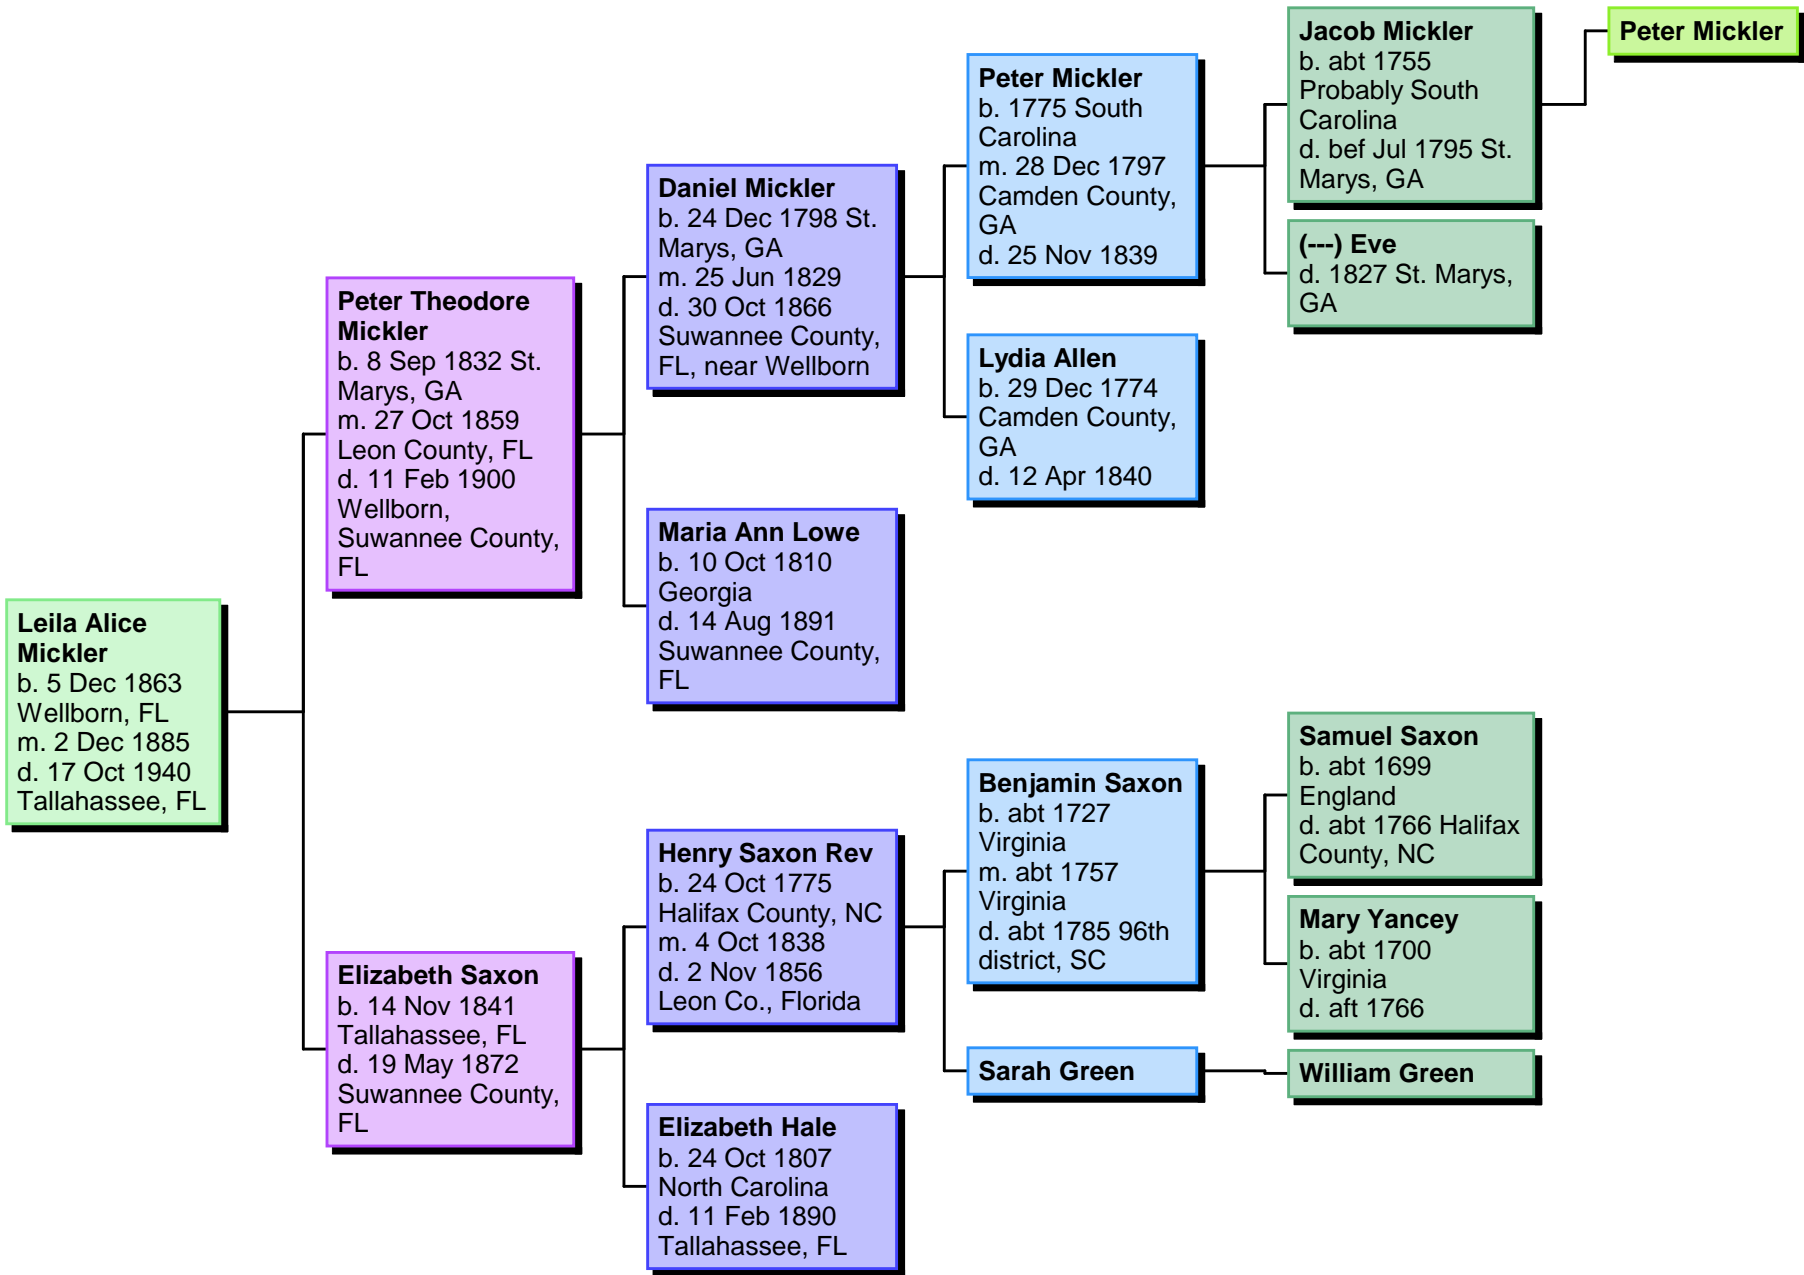 Leila Alice
Mickler
b. 5 Dec 1863
Wellborn, FL
m. 2 Dec 1885
d. 17 Oct 1940
Tallahassee, FL
Peter Theodore
Mickler
b. 8 Sep 1832 St.
Marys, GA
m. 27 Oct 1859
Leon County, FL
d. 11 Feb 1900
Wellborn,
Suwannee County,
FL
Elizabeth Saxon
b. 14 Nov 1841
Tallahassee, FL
d. 19 May 1872
Suwannee County,
FL
Daniel Mickler
b. 24 Dec 1798 St.
Marys, GA
m. 25 Jun 1829
d. 30 Oct 1866
Suwannee County,
FL, near Wellborn
Maria Ann Lowe
b. 10 Oct 1810
Georgia
d. 14 Aug 1891
Suwannee County,
FL
Henry Saxon Rev
b. 24 Oct 1775
Halifax County, NC
m. 4 Oct 1838
d. 2 Nov 1856
Leon Co., Florida
Elizabeth Hale
b. 24 Oct 1807
North Carolina
d. 11 Feb 1890
Tallahassee, FL
Peter Mickler
b. 1775 South
Carolina
m. 28 Dec 1797
Camden County,
GA
d. 25 Nov 1839
Lydia Allen
b. 29 Dec 1774
Camden County,
GA
d. 12 Apr 1840
Benjamin Saxon
b. abt 1727
Virginia
m. abt 1757
Virginia
d. abt 1785 96th
district, SC
Sarah Green
Jacob Mickler
b. abt 1755
Probably South
Carolina
d. bef Jul 1795 St.
Marys, GA
(---) Eve
d. 1827 St. Marys,
GA
Samuel Saxon
b. abt 1699
England
d. abt 1766 Halifax
County, NC
Mary Yancey
b. abt 1700
Virginia
d. aft 1766
William Green
Peter Mickler